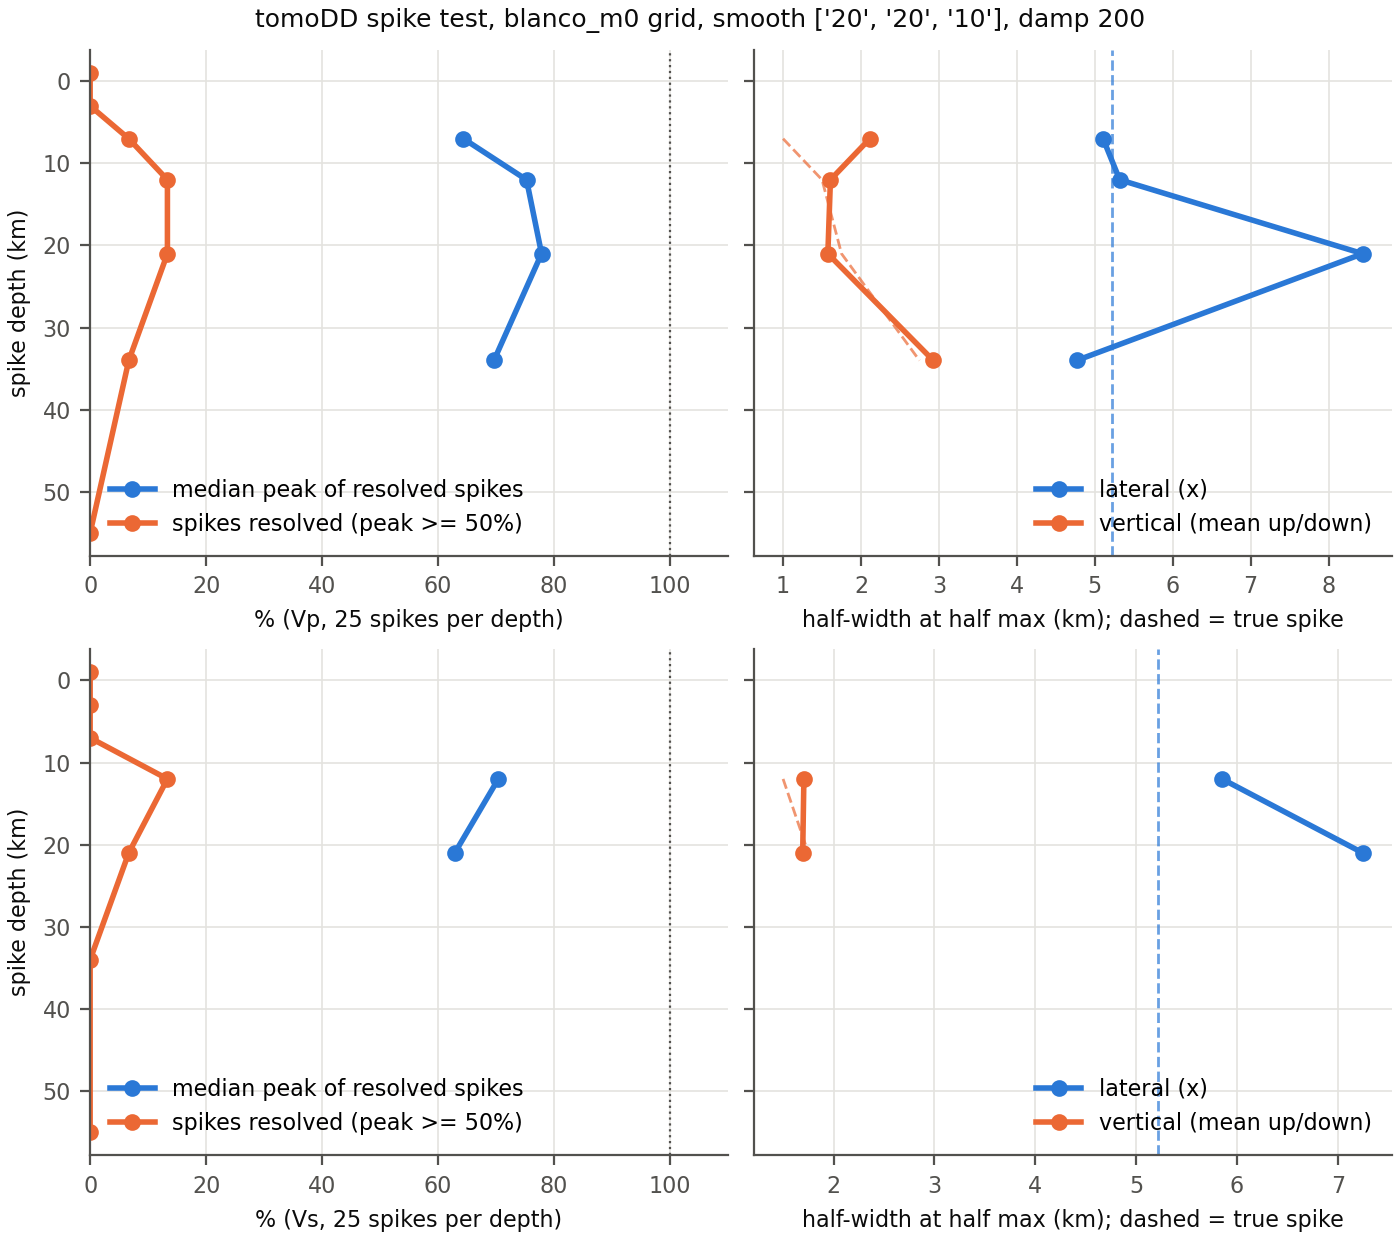 tomoDD spike test, blanco_m0 grid, smooth ['20', '20', '10'], damp 200
0
10
20
30
40
50
spike depth (km)
median peak of resolved spikes
spikes resolved (peak >= 50%)
0 20 40 60 80 100
% (Vp, 25 spikes per depth)
lateral (x)
vertical (mean up/down)
1 2 3 4 5 6 7 8
half-width at half max (km); dashed = true spike
0
10
20
30
40
50
spike depth (km)
median peak of resolved spikes
spikes resolved (peak >= 50%)
0 20 40 60 80 100
% (Vs, 25 spikes per depth)
lateral (x)
vertical (mean up/down)
2 3 4 5 6 7
half-width at half max (km); dashed = true spike